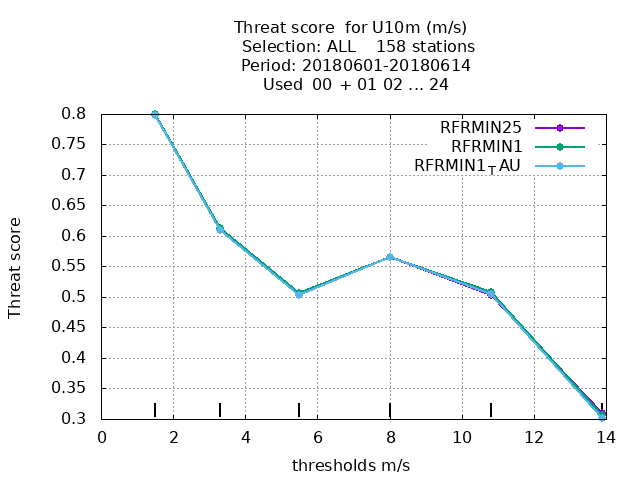 Threat score  for U10m (m/s)
Selection: ALL    158 stations
Period: 20180601-20180614
Used  00 + 01 02 ... 24
0.8
0.75
0.7
0.65
0.6
0.55
0.5
0.45
0.4
0.35
0.3
Threat score
RFRMIN25
RFRMIN1
RFRMIN1TAU
0 2 4 6 8 10 12 14
thresholds m/s